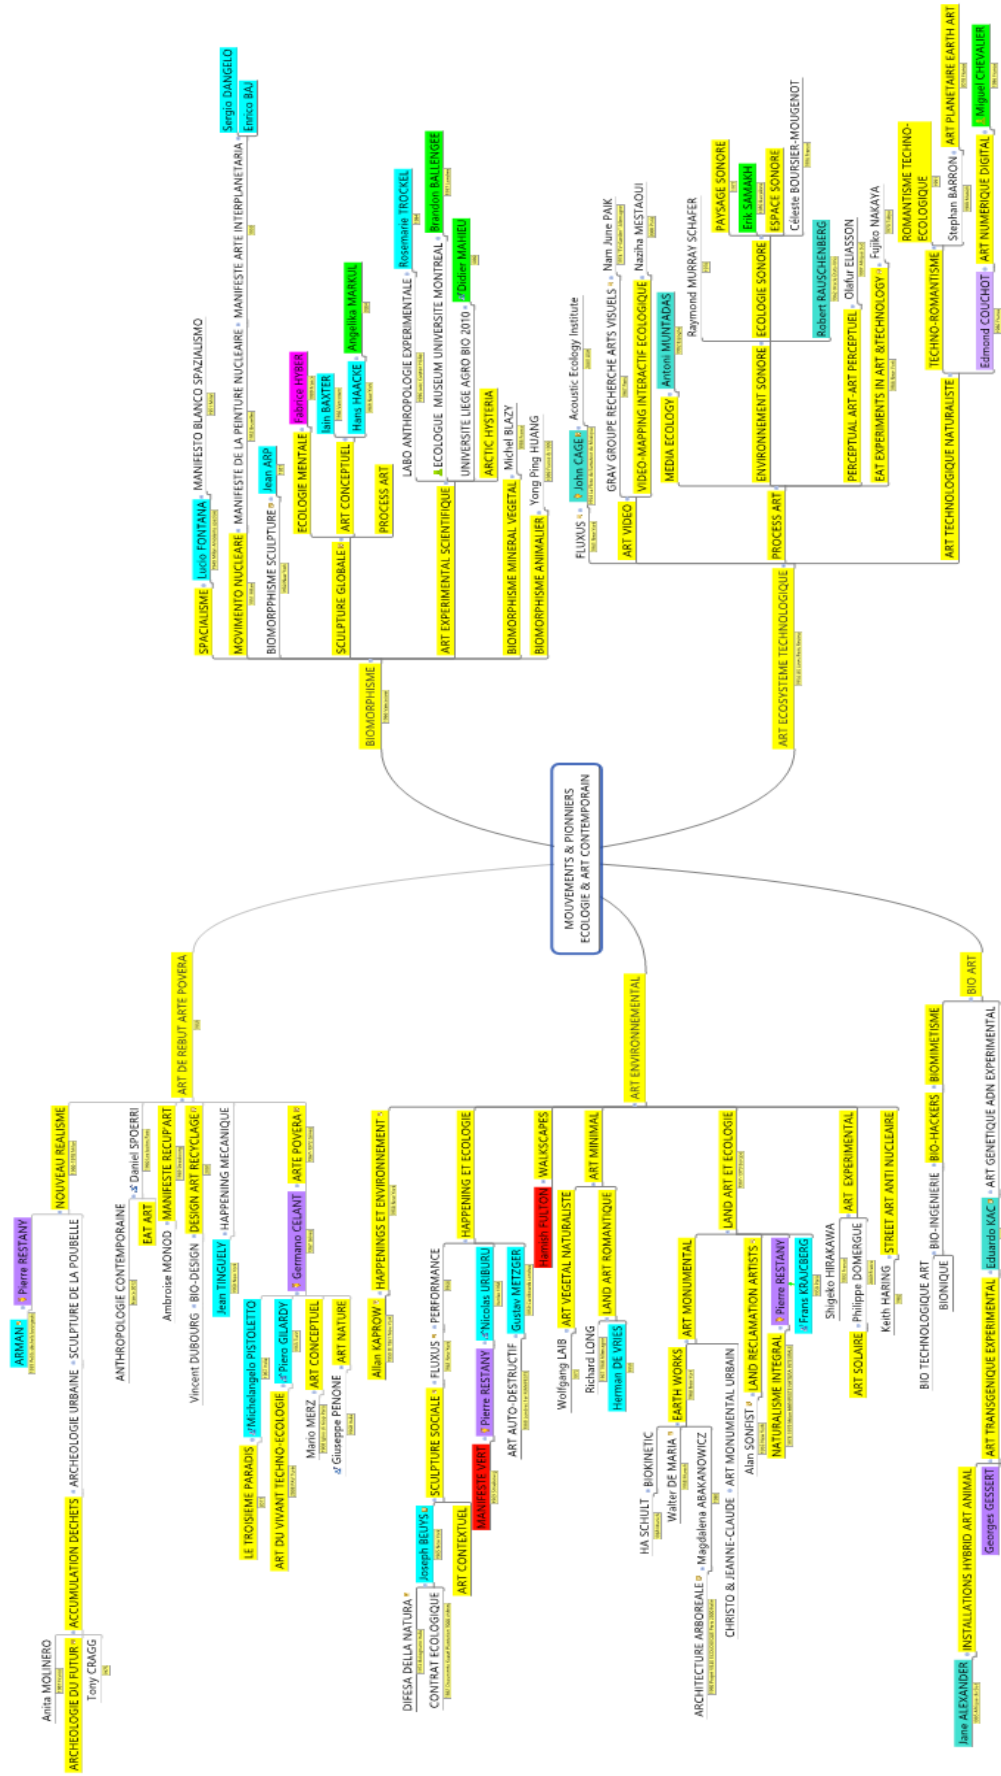 MOUVEMENTS & PIONNIERS
ECOLOGIE & ART CONTEMPORAIN
BIOMORPHISME
SPACIALISME
Lucio FONTANA
MANIFESTO BLANCO SPAZIALISMO
MOVIMENTO NUCLEARE
MANIFESTE DE LA PEINTURE NUCLEAIRE
MANIFESTE ARTE INTERPLANETARIA
Sergio DANGELO
Enrico BAJ
BIOMORPPHISME SCULPTURE
Jean ARP
SCULPTURE GLOBALE
ECOLOGIE MENTALE
Fabrice HYBER
ART CONCEPTUEL
Iain BAXTER
Hans HAACKE
Angelika MARKUL
PROCESS ART
ART EXPERIMENTAL SCIENTIFIQUE
LABO ANTHROPOLOGIE EXPERIMENTALE
Rosemarie TROCKEL
ECOLOGUE MUSEUM UNIVERSITE MONTREAL
Brandon BALLENGEE
UNIVERSITE LIEGE AGRO BIO 2010
Didier MAHIEU
ARCTIC HYSTERIA
BIOMORPHISME MINERAL VEGETAL
Michel BLAZY
BIOMORPHISME ANIMALIER
Yong Ping HUANG
ART ECOSYSTEME TECHNOLOGIQUE
FLUXUS
John CAGE
Acoustic Ecology Institute
ART VIDEO
GRAV GROUPE RECHERCHE ARTS VISUELS
Nam June PAIK
VIDEO-MAPPING INTERACTIF ECOLOGIQUE
Naziha MESTAOUI
PROCESS ART
MEDIA ECOLOGY
Antoni MUNTADAS
ENVIRONNEMENT SONORE
Raymond MURRAY SCHAFER
ECOLOGIE SONORE
PAYSAGE SONORE
Erik SAMAKH
ESPACE SONORE
Céleste BOURSIER-MOUGENOT
Robert RAUSCHENBERG
PERCEPTUAL ART-ART PERCEPTUEL
Olafur ELIASSON
EAT EXPERIMENTS IN ART &TECHNOLOGY
Fujiko NAKAYA
ART TECHNOLOGIQUE NATURALISTE
TECHNO-ROMANTISME
ROMANTISME TECHNO-
ECOLOGIQUE
Stephan BARRON
ART PLANETAIRE EARTH ART
Edmond COUCHOT
ART NUMERIQUE DIGITAL
Miguel CHEVALIER
ART DE REBUT ARTE POVERA
NOUVEAU REALISME
Pierre RESTANY
ARMAN
SCULPTURE DE LA POUBELLE
ARCHEOLOGIE URBAINE
ACCUMULATION DECHETS
Anita MOLINERO
ARCHEOLOGIE DU FUTUR
Tony CRAGG
Daniel SPOERRI
ANTHROPOLOGIE CONTEMPORAINE
EAT ART
MANIFESTE RECUP'ART
Ambroise MONOD
DESIGN ART RECYCLAGE
BIO-DESIGN
Vincent DUBOURG
HAPPENING MECANIQUE
Jean TINGUELY
ARTE POVERA
Germano CELANT
Michelangelo PISTOLETTO
LE TROISIEME PARADIS
Piero GILARDY
ART DU VIVANT TECHNO-ECOLOGIE
ART CONCEPTUEL
Mario MERZ
ART NATURE
Giuseppe PENONE
ART ENVIRONNEMENTAL
HAPPENINGS ET ENVIRONNEMENT
Allan KAPROW
HAPPENING ET ECOLOGIE
PERFORMANCE
FLUXUS
SCULPTURE SOCIALE
Joseph BEUYS
DIFESA DELLA NATURA
CONTRAT ECOLOGIQUE
ART CONTEXTUEL
Nicolas URIBURU
Pierre RESTANY
MANIFESTE VERT
Gustav METZGER
ART AUTO-DESTRUCTIF
WALKSCAPES
Hamish FULTON
ART MINIMAL
ART VEGETAL NATURALISTE
Wolfgang LAIB
LAND ART ROMANTIQUE
Richard LONG
Herman DE VRIES
LAND ART ET ECOLOGIE
ART MONUMENTAL
EARTH WORKS
BIOKINETIC
HA SCHULT
Walter DE MARIA
Magdalena ABAKANOWICZ
ARCHITECTURE ARBOREALE
ART MONUMENTAL URBAIN
CHRISTO & JEANNE-CLAUDE
LAND RECLAMATION ARTISTS
Alan SONFIST
Pierre RESTANY
NATURALISME INTEGRAL
Frans KRAJCBERG
ART EXPERIMENTAL
Shigeko HIRAKAWA
Philippe DOMERGUE
ART SOLAIRE
STREET ART ANTI NUCLEAIRE
Keith HARING
BIO ART
BIOMIMETISME
BIO-HACKERS
BIO-INGENIERIE
BIO TECHNOLOGIQUE ART
BIONIQUE
ART GENETIQUE ADN EXPERIMENTAL
Eduardo KAC
ART TRANSGENIQUE EXPERIMENTAL
INSTALLATIONS HYBRID ART ANIMAL
Jane ALEXANDER
Georges GESSERT